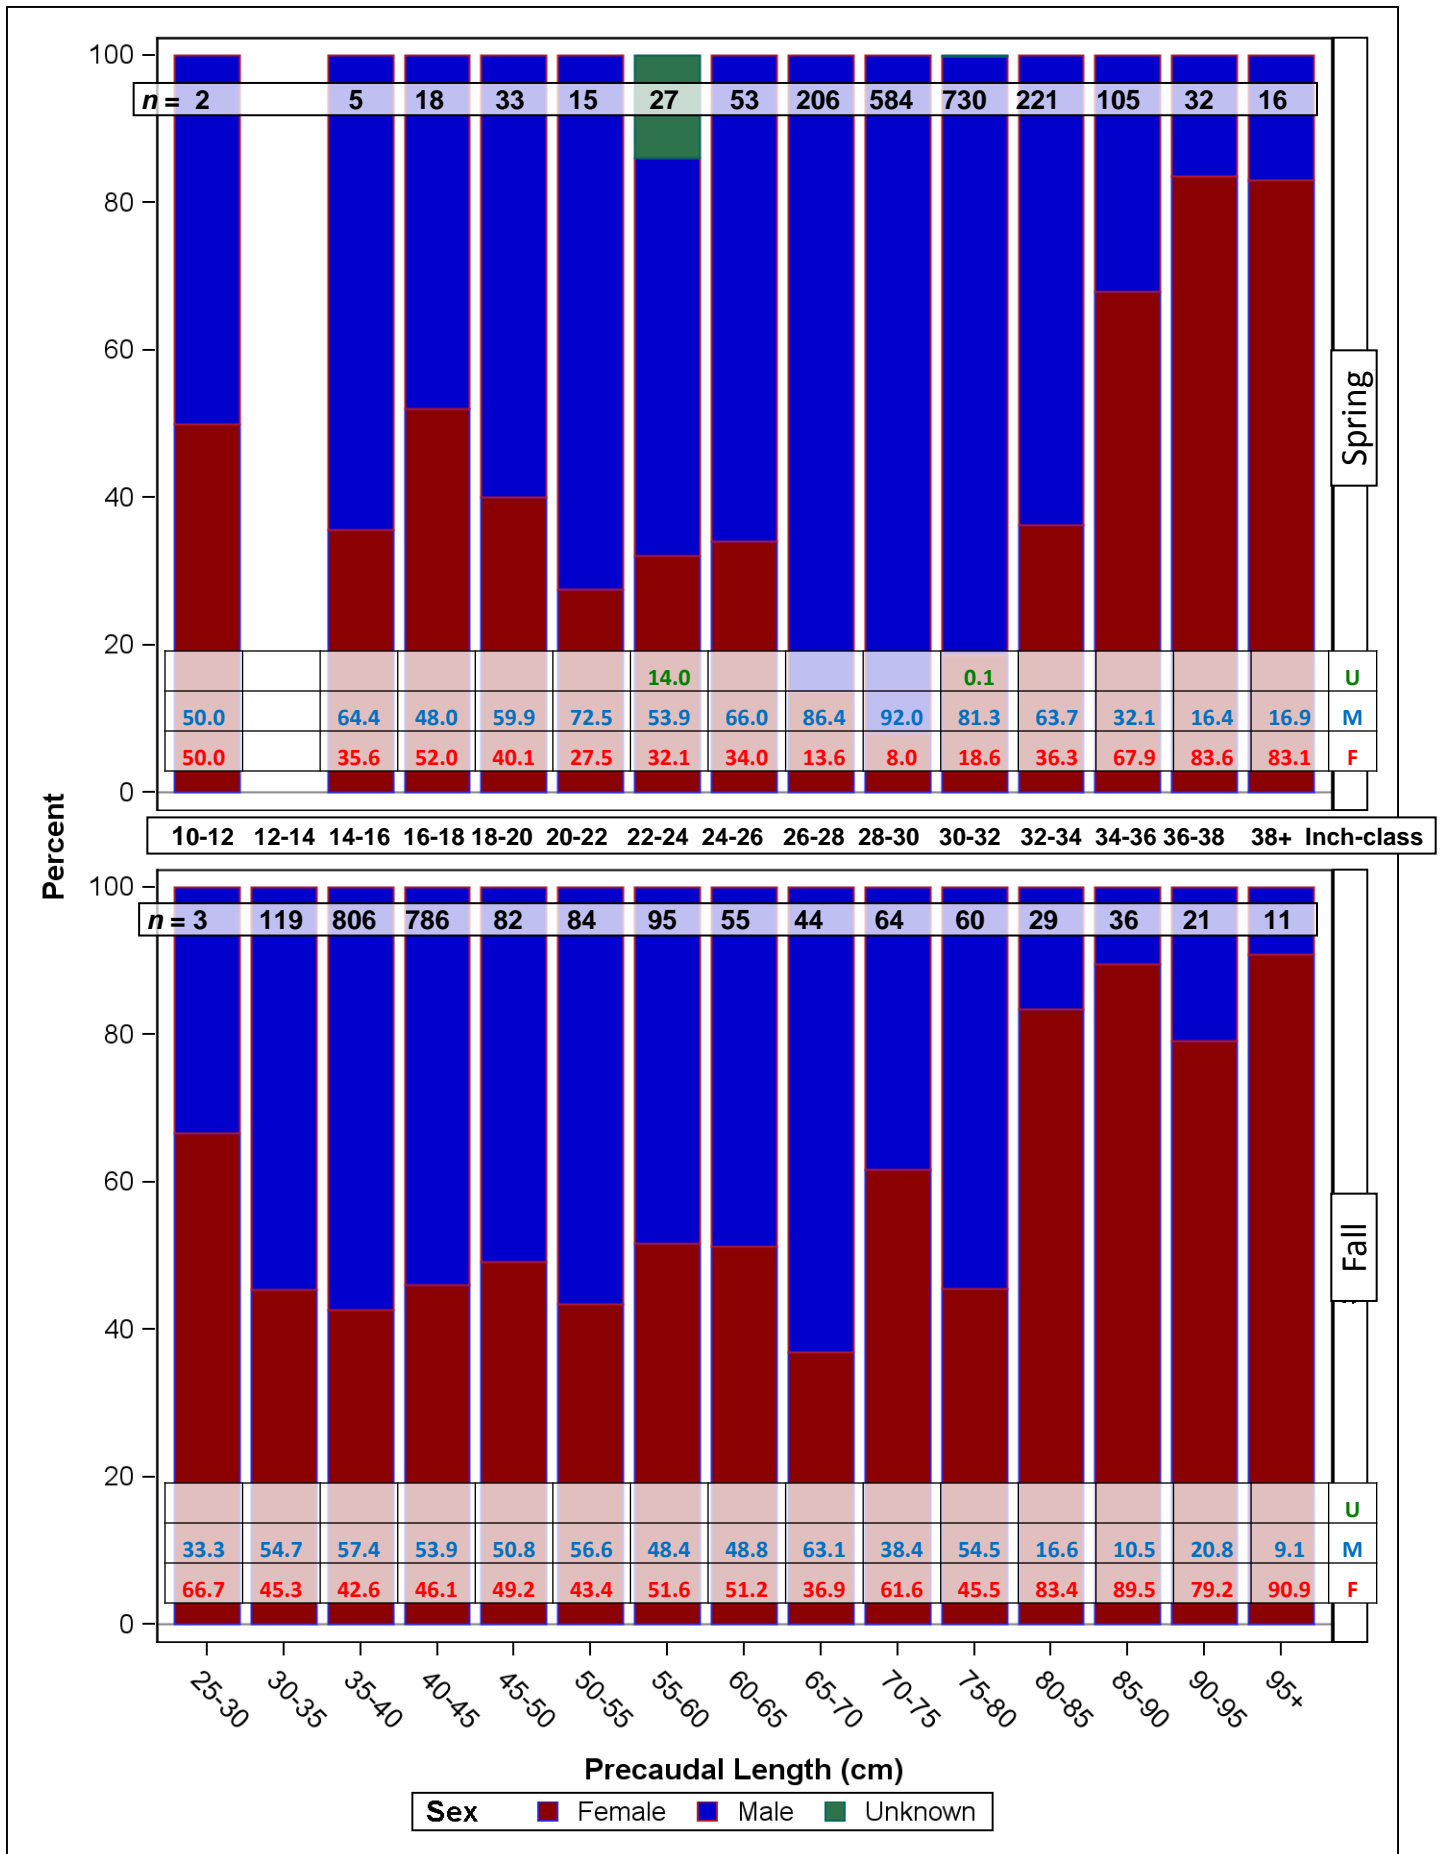 100
n = 2 5 18 33 15 27 53 206 584 730 221 105 32 16
80
60
Spring
40
20
14.0 0.1 U
50.0 64.4 48.0 59.9 72.5 53.9 66.0 86.4 92.0 81.3 63.7 32.1 16.4 16.9 M
50.0 35.6 52.0 40.1 27.5 32.1 34.0 13.6 8.0 18.6 36.3 67.9 83.6 83.1 F
0
10-12 12-14 14-16 16-18 18-20 20-22 22-24 24-26 26-28 28-30 30-32 32-34 34-36 36-38 38+ Inch-class
Percent
100
n = 3 119 806 786 82 84 95 55 44 64 60 29 36 21 11
80
60
Fall
40
20
U
33.3 54.7 57.4 53.9 50.8 56.6 48.4 48.8 63.1 38.4 54.5 16.6 10.5 20.8 9.1 M
66.7 45.3 42.6 46.1 49.2 43.4 51.6 51.2 36.9 61.6 45.5 83.4 89.5 79.2 90.9 F
0
25-30 30-35 35-40 40-45 45-50 50-55 55-60 60-65 65-70 70-75 75-80 80-85 85-90 90-95 95+
Precaudal Length (cm)
Sex Female Male Unknown